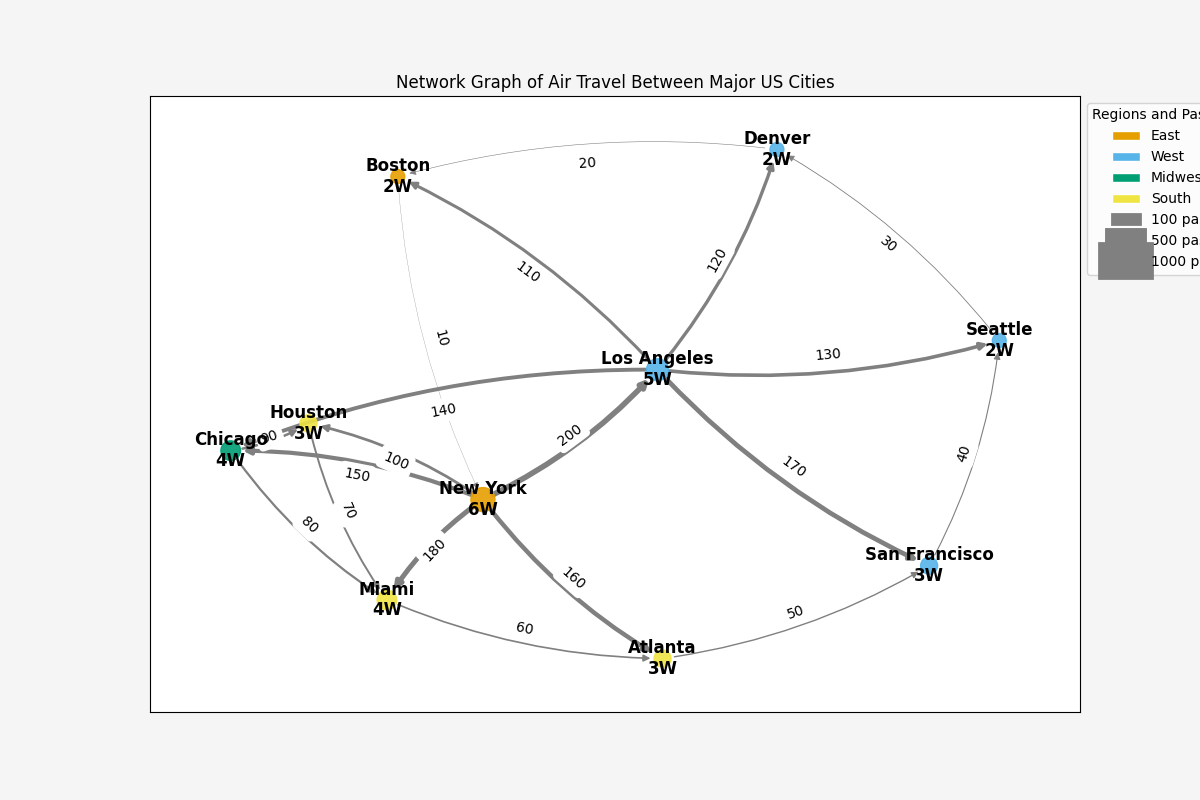 Network Graph of Air Travel Between Major US Cities
Regions and Pas
East
West
Midwes
South
100 pa
500 pa
1000 p
Denver
2W
Boston
2W
20
30
110
120
10
Seattle
2W
130
Los Angeles
5W
140
Houston
3W
Chicago
4W
90
100
150
200
170
40
New York
6W
70
80
180
160
San Francisco
3W
Miami
4W
60
50
Atlanta
3W